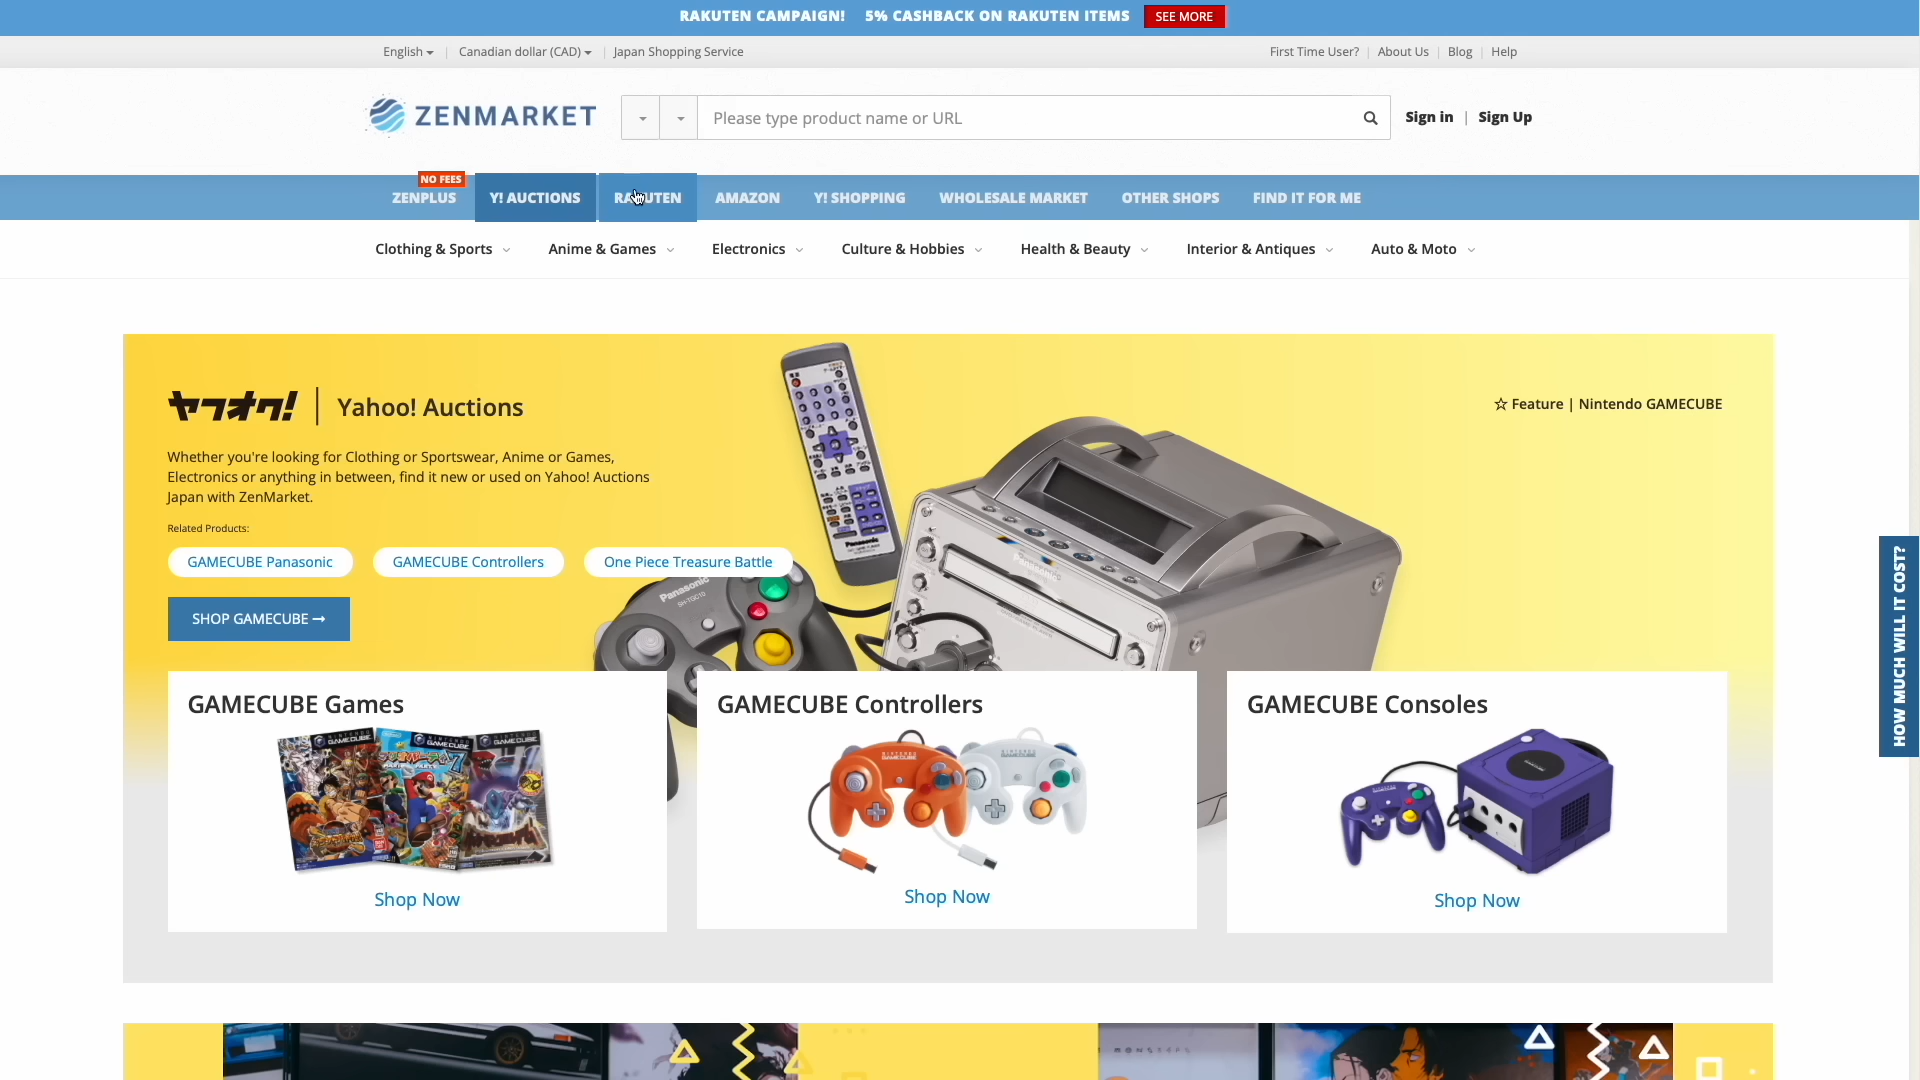 RAKUTEN CAMPAIGN! 5% CASHBACK ON RAKUTEN ITEMS SEE MORE
English Canadian dollar (CAD) Japan Shopping Service First Time User? About Us Blog Help
ZENMARKET Please type product name or URL Sign in Sign Up
NO FEES
ZENPLUS Y! AUCTIONS RAKUTEN AMAZON Y! SHOPPING WHOLESALE MARKET OTHER SHOPS FIND IT FOR ME
Clothing & Sports Anime & Games Electronics Culture & Hobbies Health & Beauty Interior & Antiques Auto & Moto
ヤフオク! Yahoo! Auctions
☆ Feature | Nintendo GAMECUBE
Whether you're looking for Clothing or Sportswear, Anime or Games,
Electronics or anything in between, find it new or used on Yahoo! Auctions
Japan with ZenMarket.
Related Products:
GAMECUBE Panasonic GAMECUBE Controllers One Piece Treasure Battle
SHOP GAMECUBE →
Panasonic
Panasonic
SH-TGC10
Panasonic
HOW MUCH WILL IT COST?
GAMECUBE Games
GAMECUBE Controllers
GAMECUBE Consoles
Shop Now
Shop Now
Shop Now